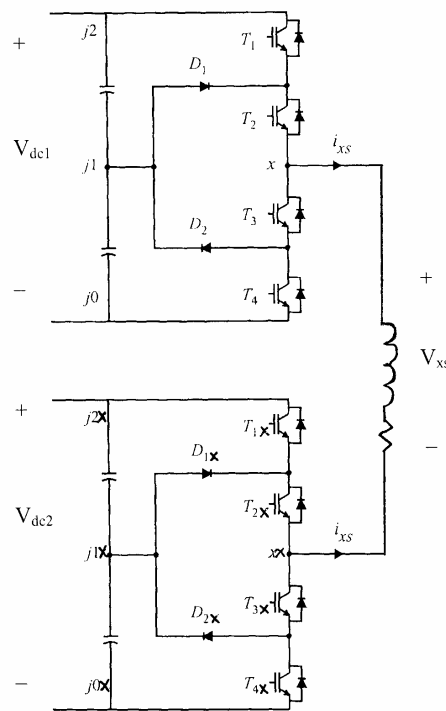 j2
T1
+
D1
T2
Vdc1
j1
x
ixs
T3
D2
−
j0
T4
+
Vxs
−
+
j2x
T1x
D1x
T2x
Vdc2
j1x
xx
ixs
T3x
D2x
−
j0x
T4x